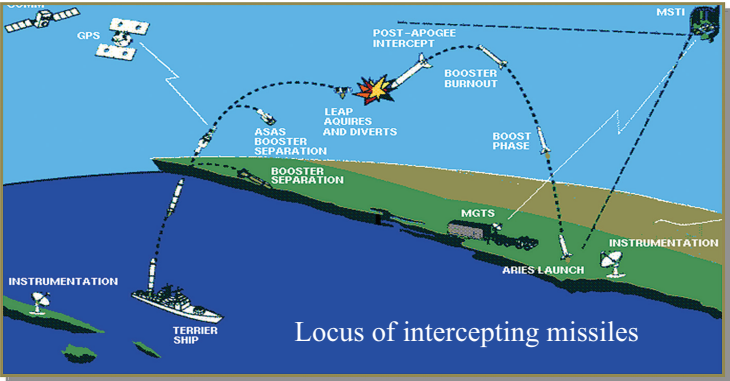 COMM
GPS
MSTI
POST-APOGEE
INTERCEPT
BOOSTER
BURNOUT
LEAP
AQUIRES
AND DIVERTS
ASAS
BOOSTER
SEPARATION
BOOST
PHASE
BOOSTER
SEPARATION
MGTS
INSTRUMENTATION
ARIES LAUNCH
INSTRUMENTATION
TERRIER
SHIP
Locus of intercepting missiles